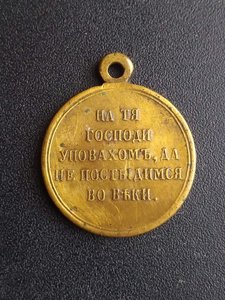 НА ТЯ
ГОСПОДИ
УПОВАХОМЪ, ДА
НЕ ПОСТЫДИМСЯ
ВО ВѢКИ.